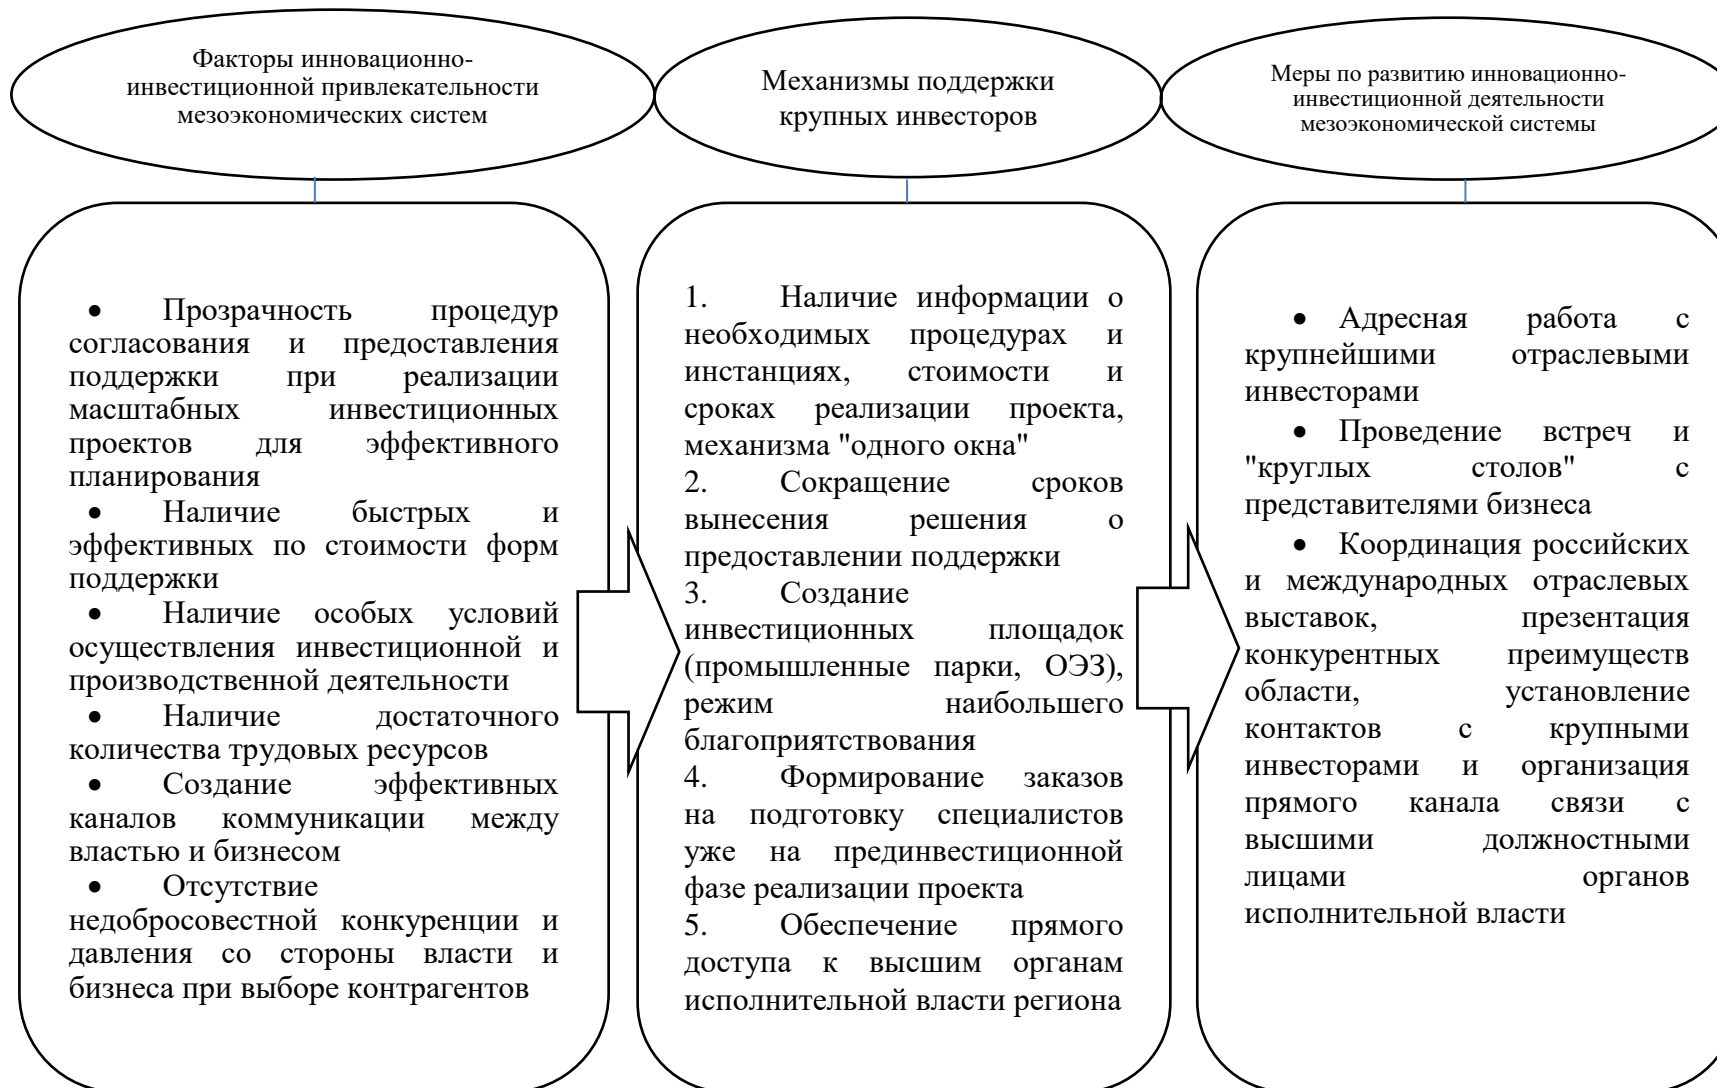 Факторы инновационно-
инвестиционной привлекательности
мезоэкономических систем
Механизмы поддержки
крупных инвесторов
Меры по развитию инновационно-
инвестиционной деятельности
мезоэкономической системы
• Прозрачность процедур
согласования и предоставления
поддержки при реализации
масштабных инвестиционных
проектов для эффективного
планирования
• Наличие быстрых и
эффективных по стоимости форм
поддержки
• Наличие особых условий
осуществления инвестиционной и
производственной деятельности
• Наличие достаточного
количества трудовых ресурсов
• Создание эффективных
каналов коммуникации между
властью и бизнесом
• Отсутствие
недобросовестной конкуренции и
давления со стороны власти и
бизнеса при выборе контрагентов
1. Наличие информации о
необходимых процедурах и
инстанциях, стоимости и
сроках реализации проекта,
механизма "одного окна"
2. Сокращение сроков
вынесения решения о
предоставлении поддержки
3. Создание
инвестиционных площадок
(промышленные парки, ОЭЗ),
режим наибольшего
благоприятствования
4. Формирование заказов
на подготовку специалистов
уже на прединвестиционной
фазе реализации проекта
5. Обеспечение прямого
доступа к высшим органам
исполнительной власти региона
• Адресная работа с
крупнейшими отраслевыми
инвесторами
• Проведение встреч и
"круглых столов" с
представителями бизнеса
• Координация российских
и международных отраслевых
выставок, презентация
конкурентных преимуществ
области, установление
контактов с крупными
инвесторами и организация
прямого канала связи с
высшими должностными
лицами органов
исполнительной власти